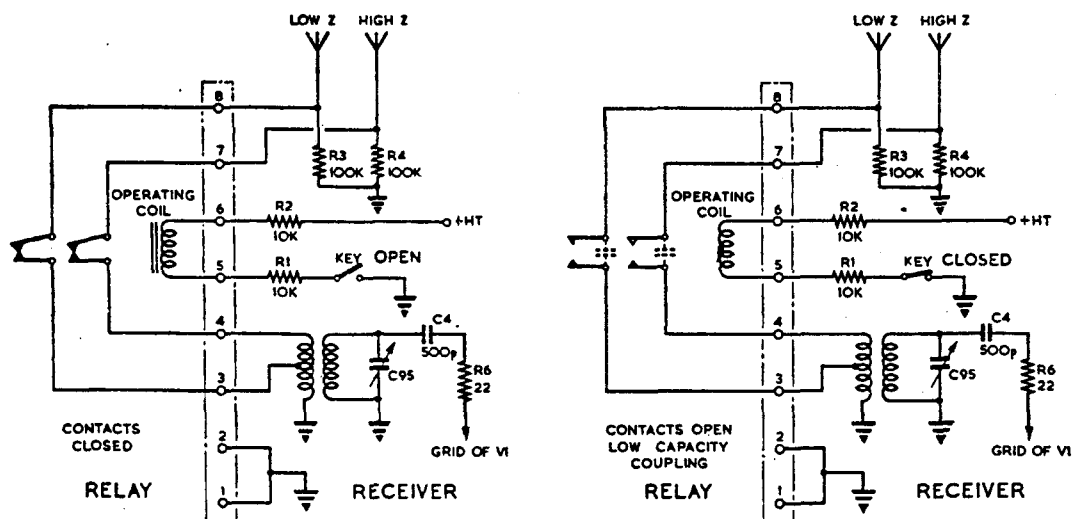 LOW Z HIGH Z
8
7
R3
100K
R4
100K
OPERATING
COIL
6
R2
10K
+HT
5
R1
10K
KEY OPEN
4
C4
500p
C95
R6
22
3
CONTACTS
CLOSED
2
GRID OF V1
1
RELAY RECEIVER
LOW Z HIGH Z
8
7
R3
100K
R4
100K
OPERATING
COIL
6
R2
10K
+HT
5
R1
10K
KEY CLOSED
4
C4
500p
C95
R6
22
3
CONTACTS OPEN
LOW CAPACITY
COUPLING
2
GRID OF V1
1
RELAY RECEIVER